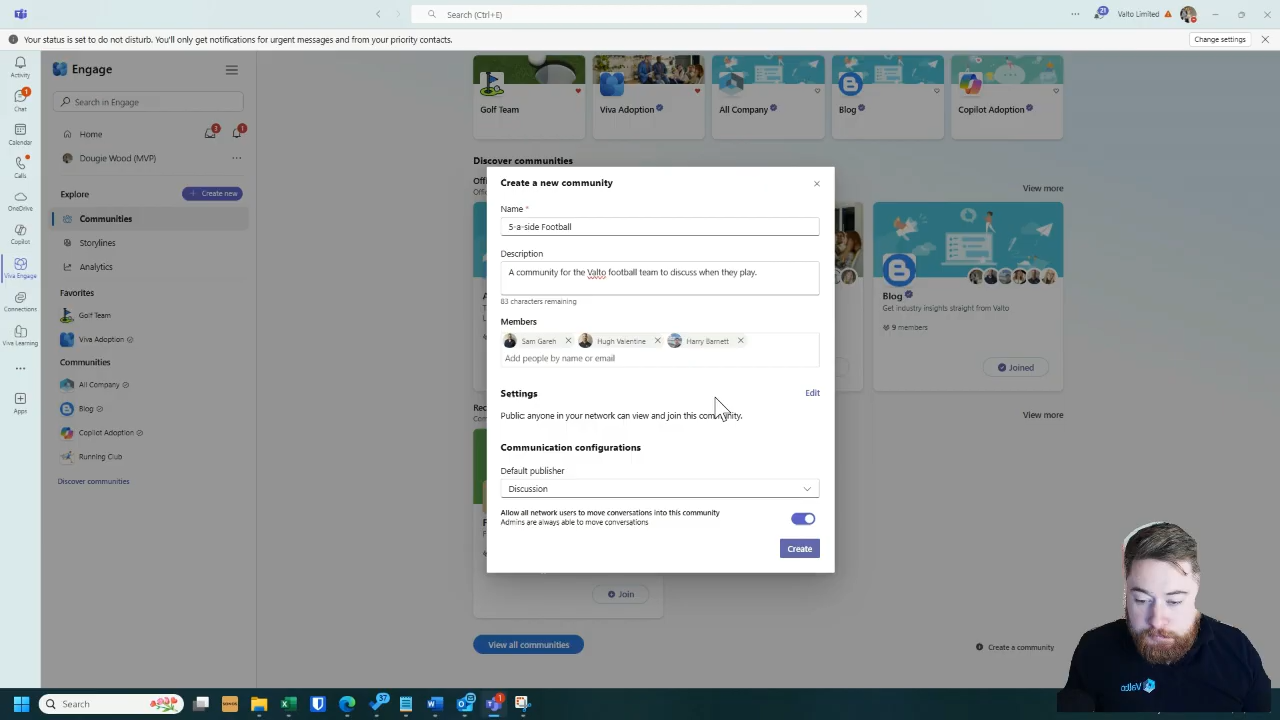 Search (Ctrl+E)
21
Valto Limited
Your status is set to do not disturb. You'll only get notifications for urgent messages and from your priority contacts.
Change settings
Activity
Chat
1
Calendar
Calls
OneDrive
Copilot
Viva Engage
Connections
Viva Learning
Apps
Engage
Search in Engage
Home
3
1
Dougie Wood (MVP)
Explore
Create new
Communities
Storylines
Analytics
Favorites
Golf Team
Viva Adoption
Communities
All Company
Blog
Copilot Adoption
Running Club
Discover communities
Golf Team
Viva Adoption
All Company
Blog
Copilot Adoption
Discover communities
View more
Create a new community
Name *
5-a-side Football
Description
A community for the Valto football team to discuss when they play.
83 characters remaining
Members
Sam Gareh
Hugh Valentine
Harry Barnett
Add people by name or email
Settings
Edit
Public: anyone in your network can view and join this community.
Communication configurations
Default publisher
Discussion
Allow all network users to move conversations into this community
Admins are always able to move conversations
Create
Blog
Get industry insights straight from Valto
9 members
Joined
View more
Join
View all communities
Create a community
Valto
Search
SONOS
37
1